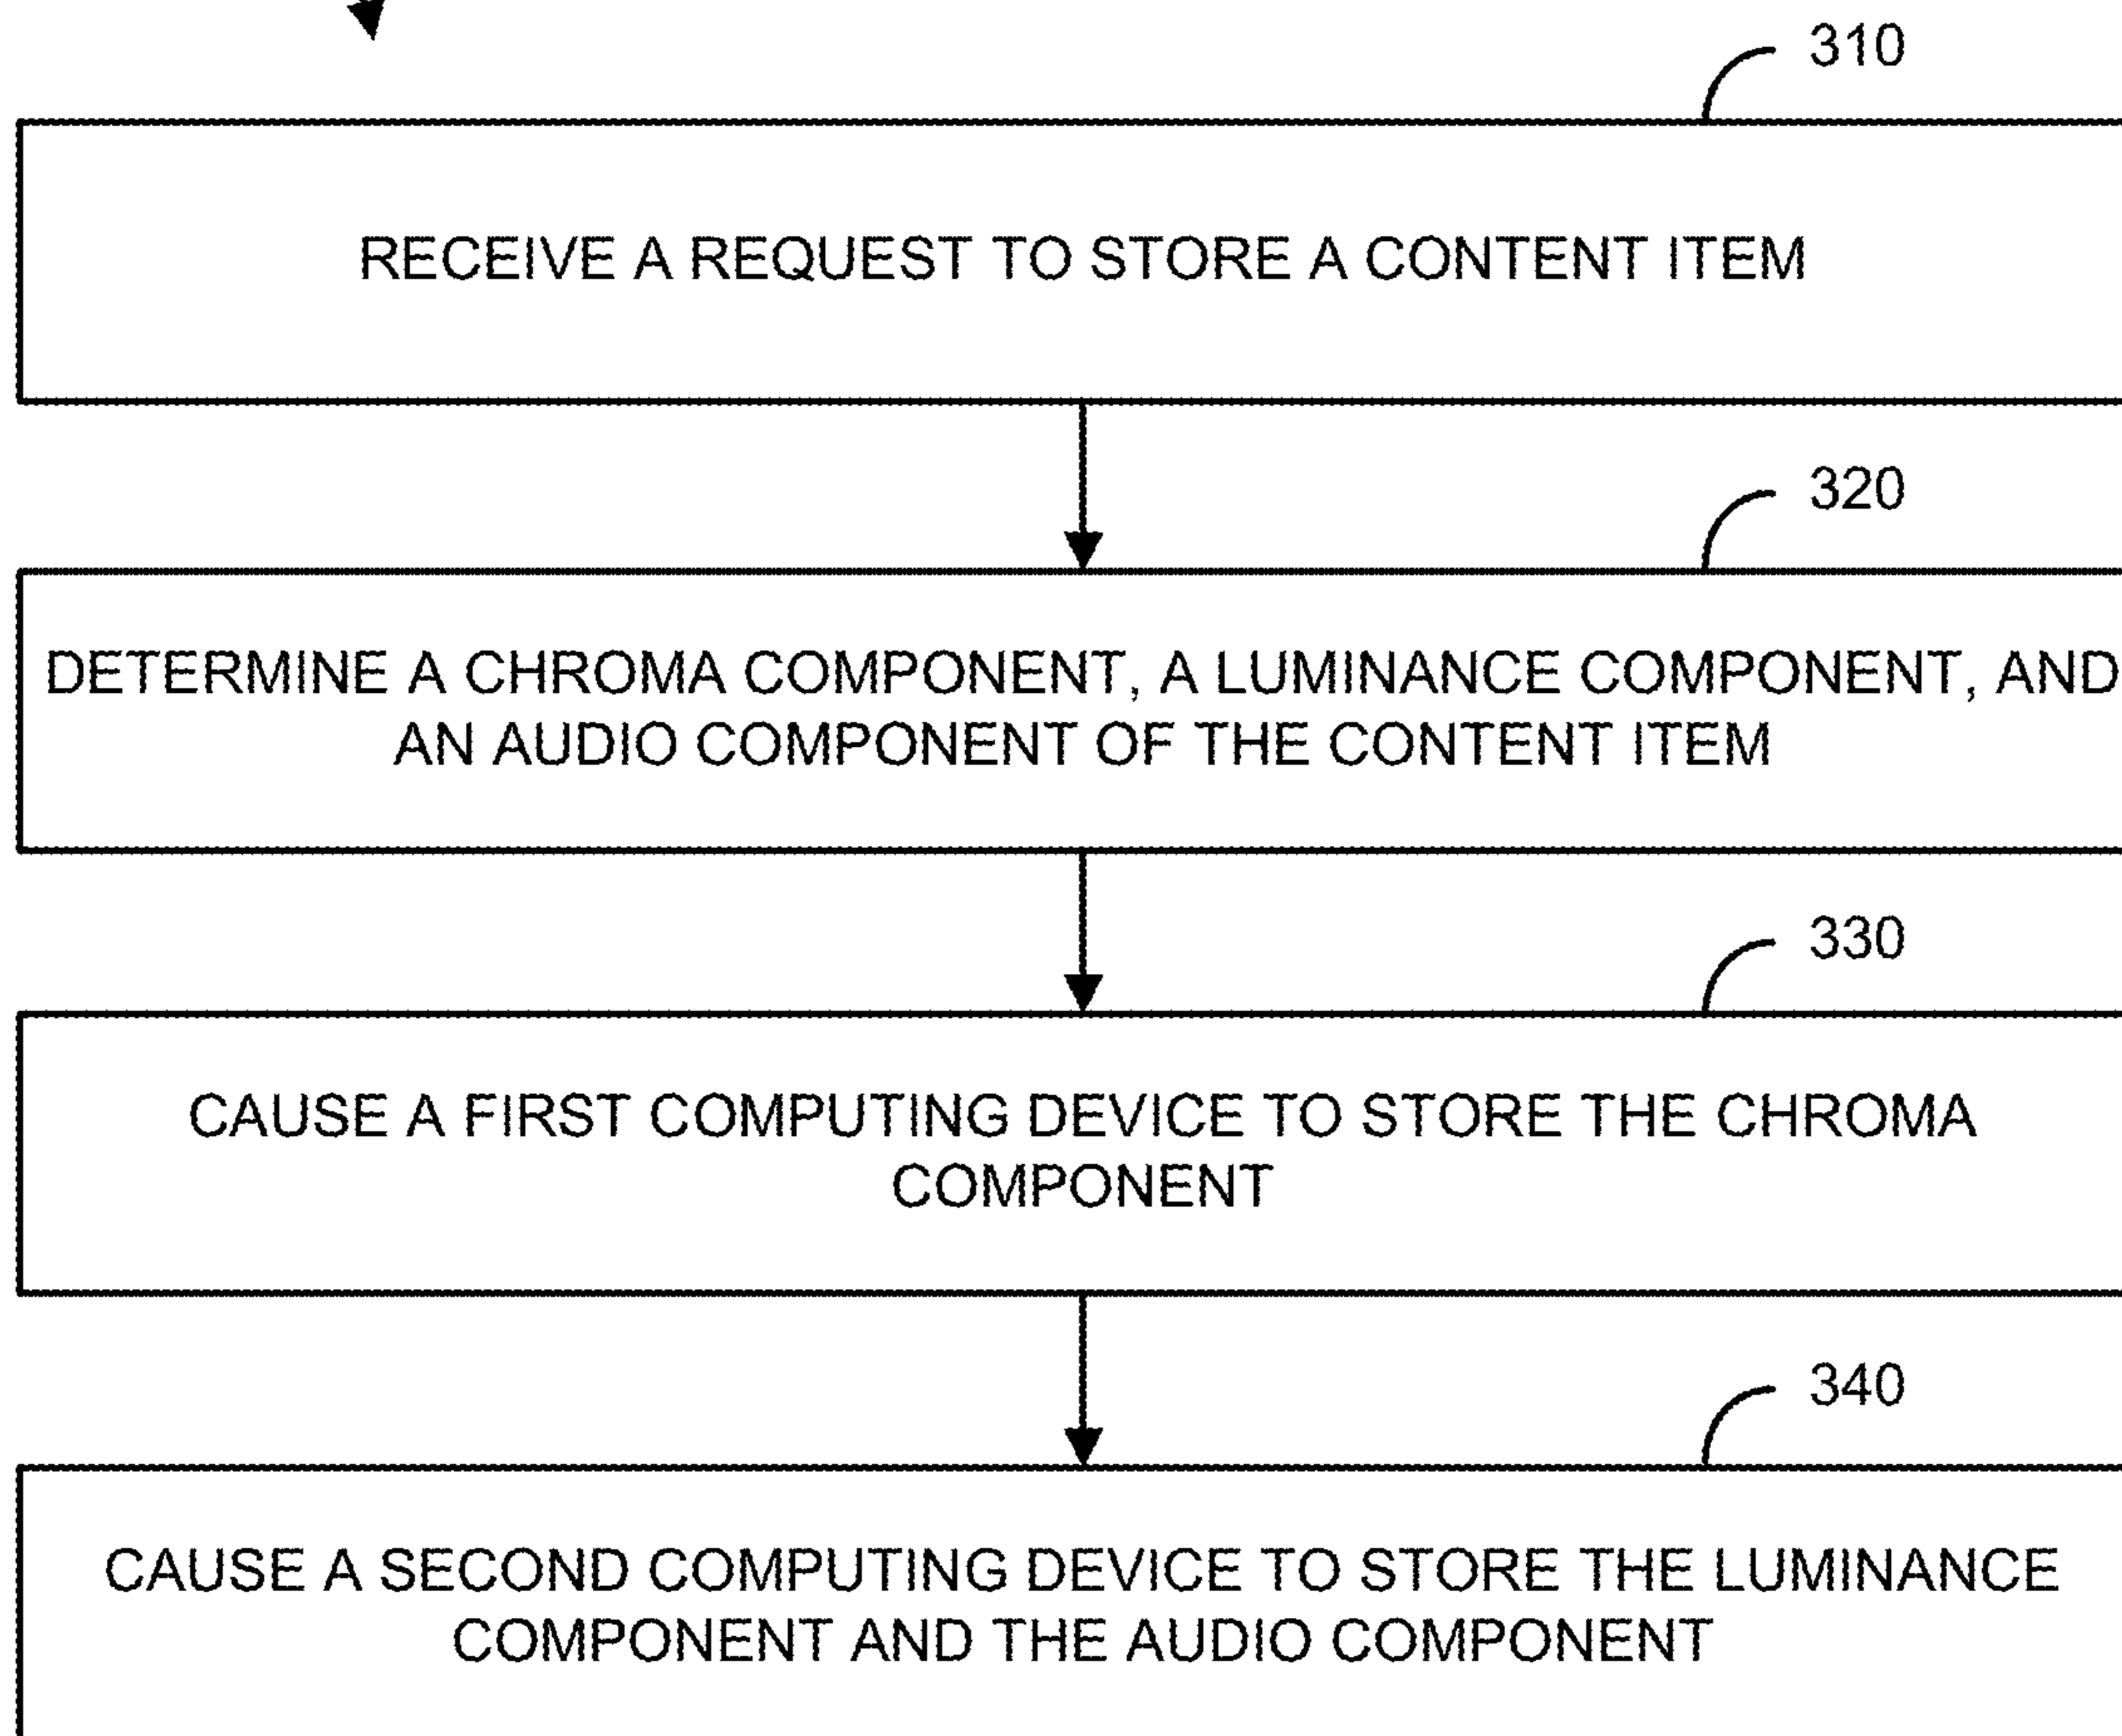 310
RECEIVE A REQUEST TO STORE A CONTENT ITEM
320
DETERMINE A CHROMA COMPONENT, A LUMINANCE COMPONENT, AND
AN AUDIO COMPONENT OF THE CONTENT ITEM
330
CAUSE A FIRST COMPUTING DEVICE TO STORE THE CHROMA
COMPONENT
340
CAUSE A SECOND COMPUTING DEVICE TO STORE THE LUMINANCE
COMPONENT AND THE AUDIO COMPONENT